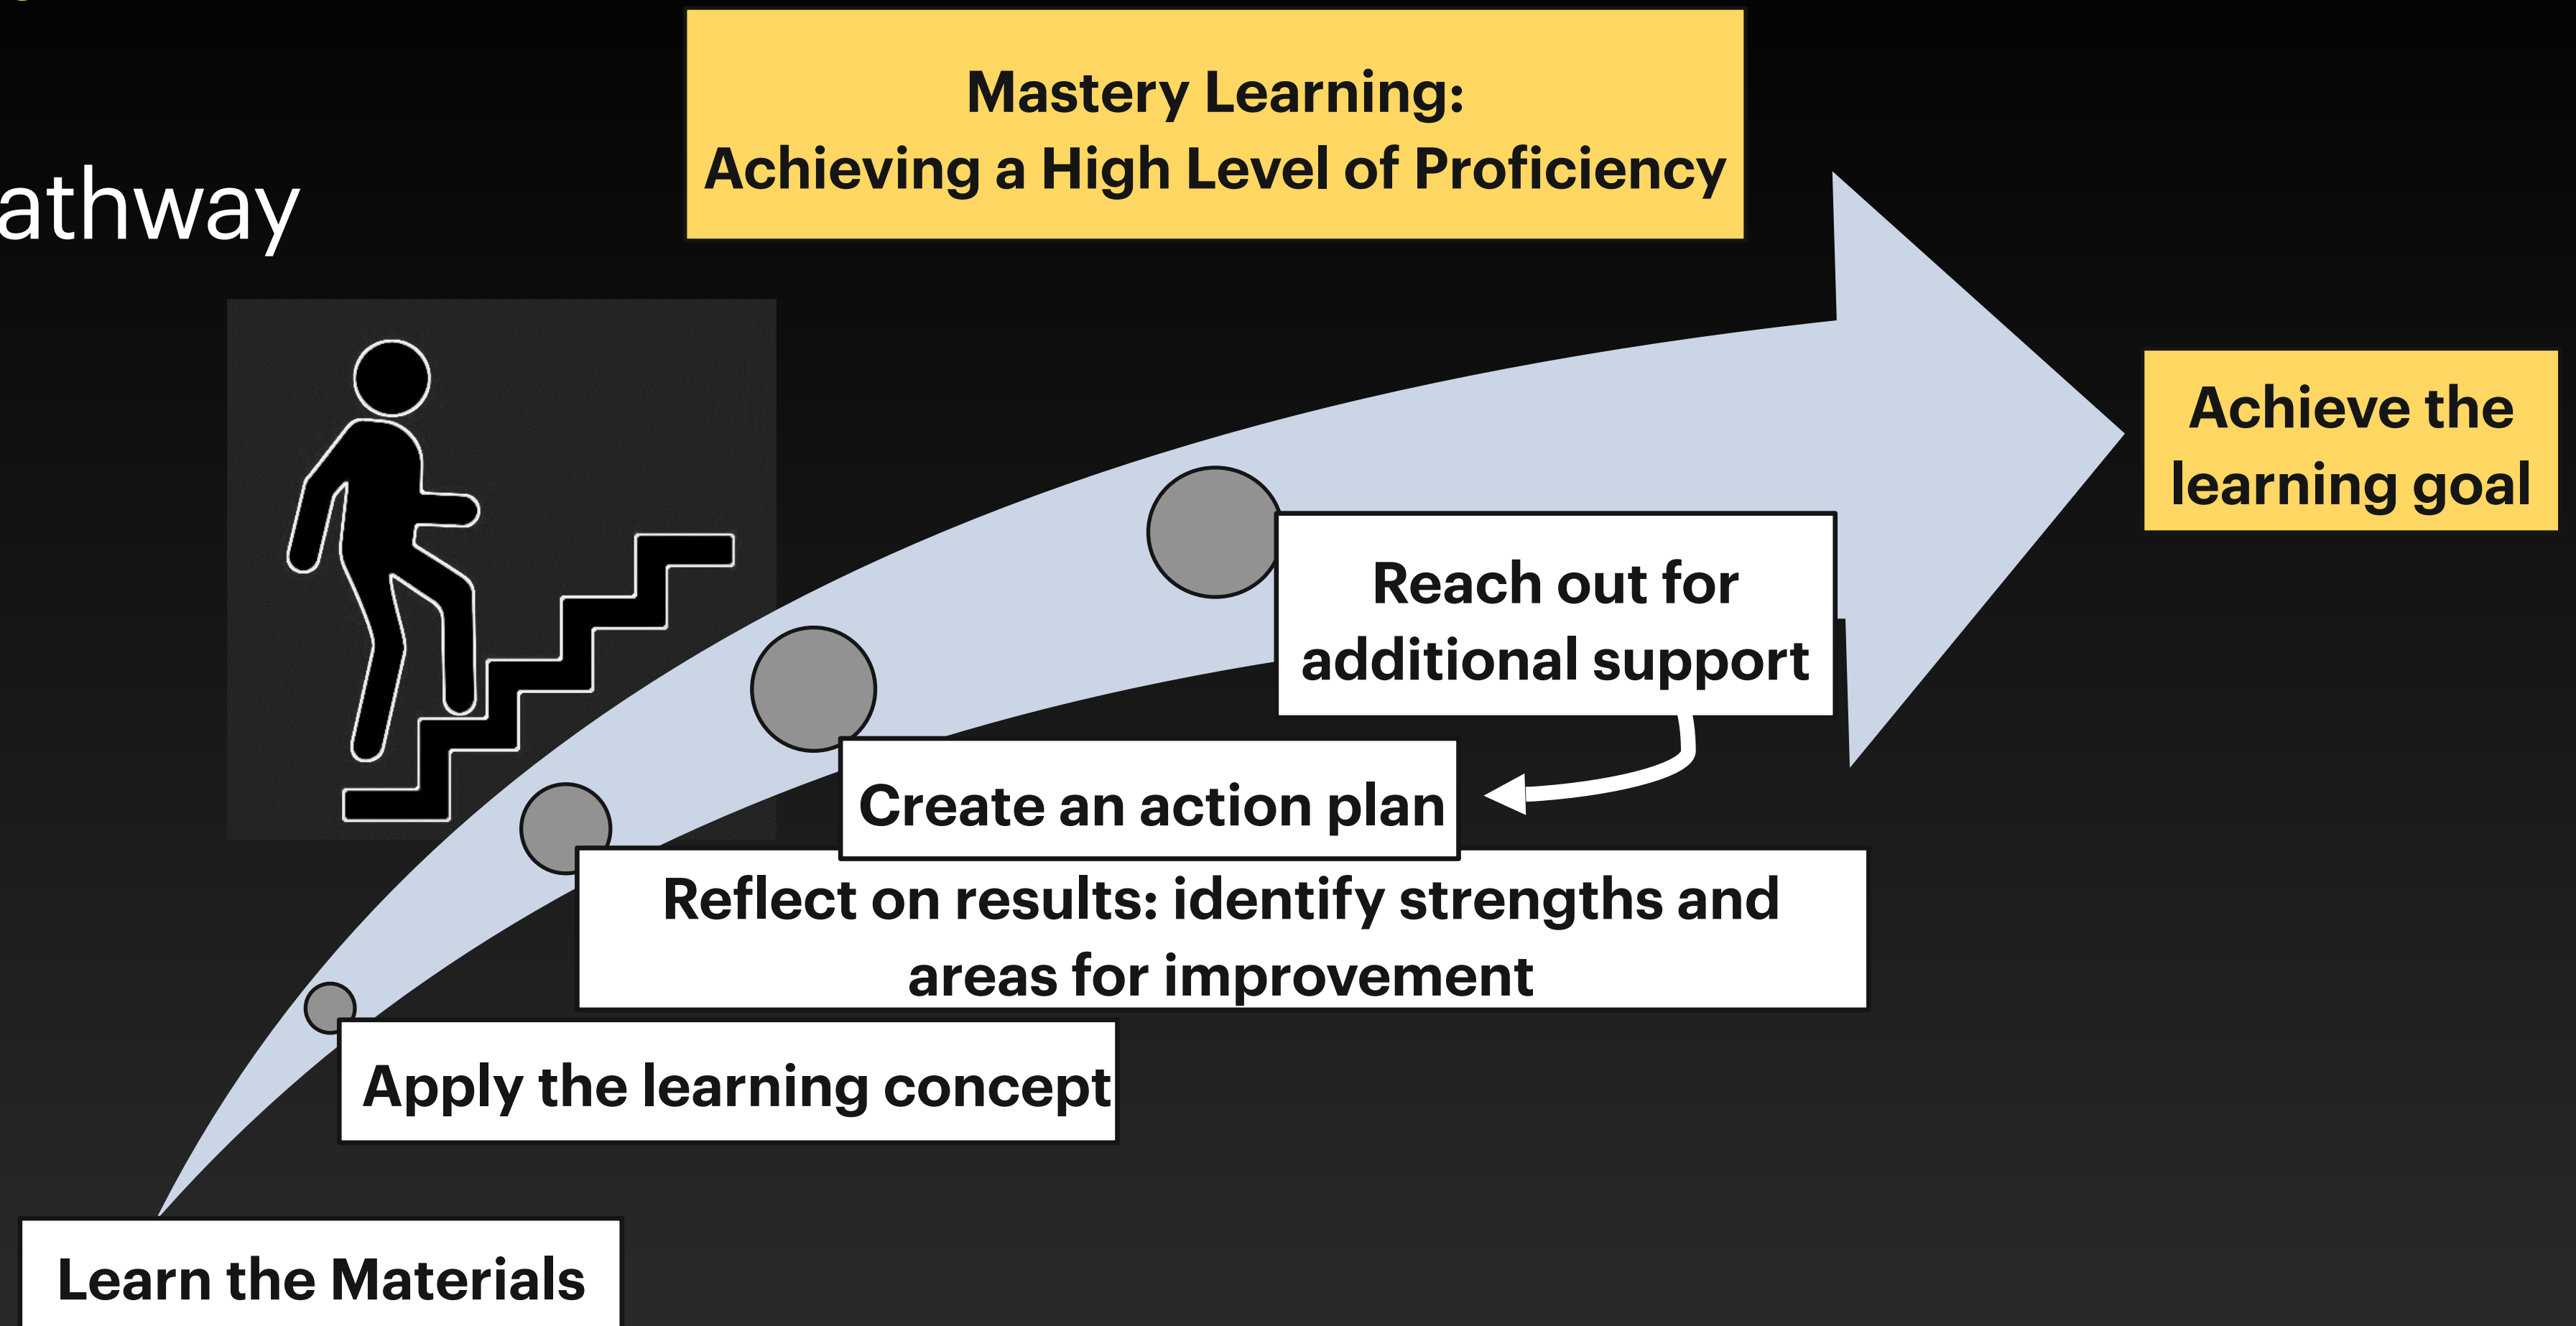 Mastery Learning:
Achieving a High Level of Proficiency
athway
Achieve the
learning goal
Reach out for
additional support
Create an action plan
Reflect on results: identify strengths and
areas for improvement
Apply the learning concept
Learn the Materials